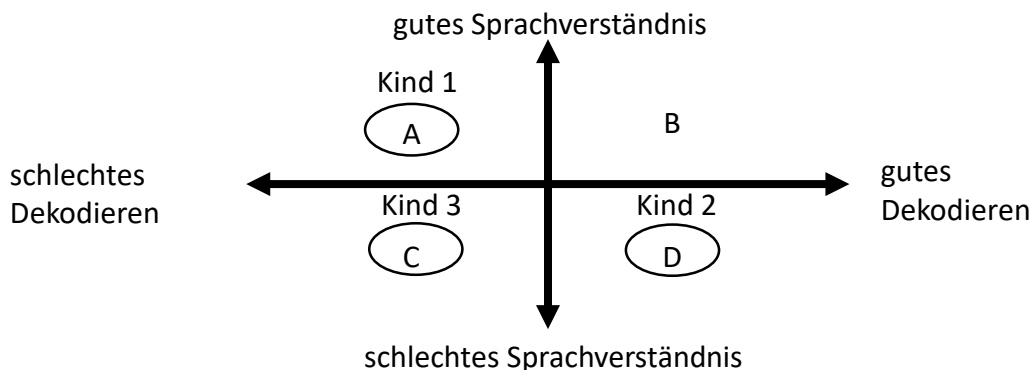 gutes Sprachverständnis
Kind 1
A
B
schlechtes
Dekodieren
gutes
Dekodieren
Kind 3
Kind 2
C
D
schlechtes Sprachverständnis